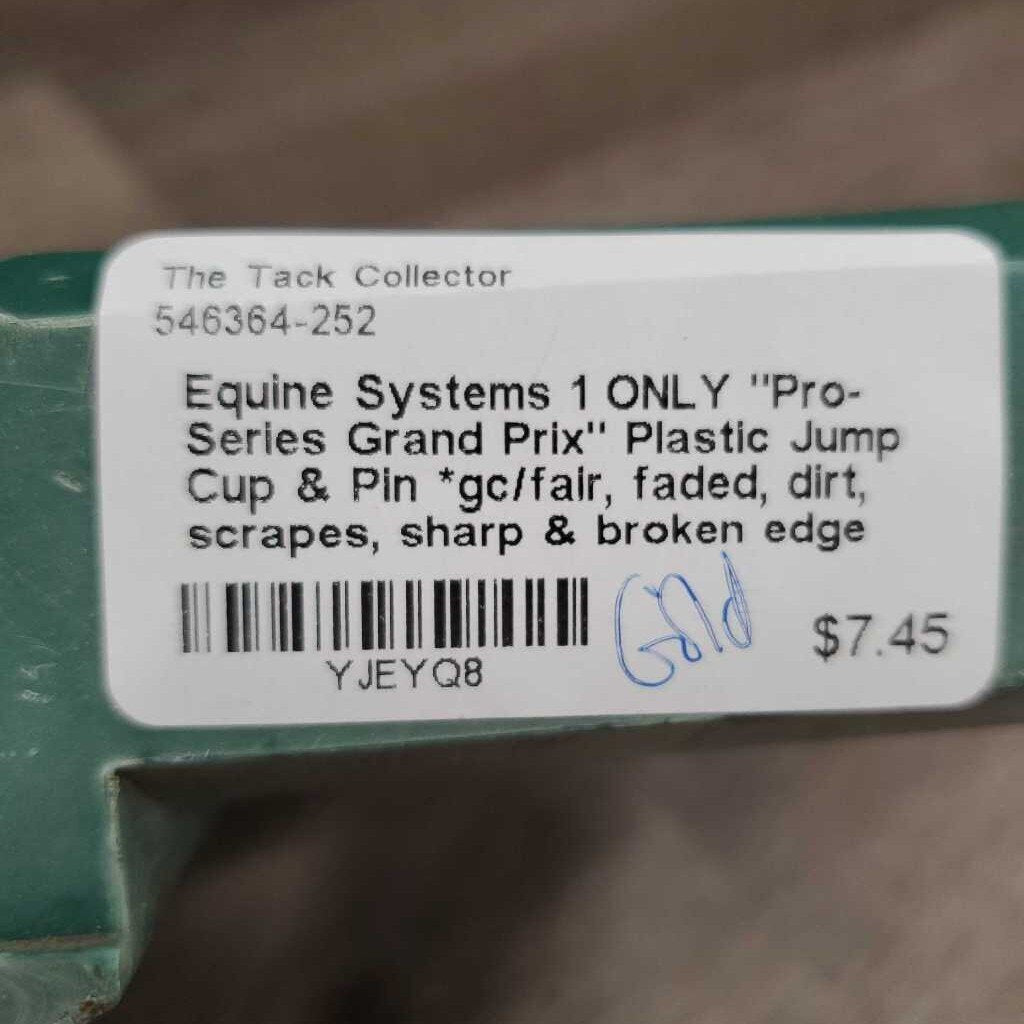 The Tack Collector
546364-252
Equine Systems 1 ONLY "Pro-
Series Grand Prix" Plastic Jump
Cup & Pin *gc/fair, faded, dirt,
scrapes, sharp & broken edge
Gold $7.45
YJEYQ8